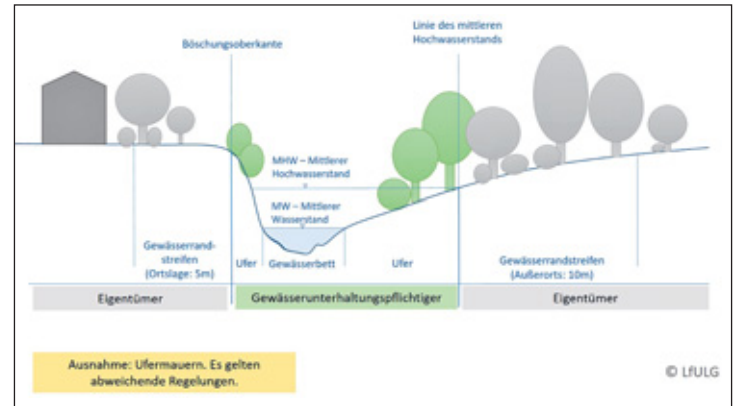 Linie des mittleren
Hochwasserstands
Böschungsoberkante
MHW – Mittlerer
Hochwasserstand
MW – Mittlerer
Wasserstand
Gewässerrand-
streifen
(Ortslage: 5m)
Ufer
Gewässerbett
Ufer
Gewässerrandstreifen
(Außerorts: 10m)
Eigentümer
Gewässerunterhaltungspflichtiger
Eigentümer
Ausnahme: Ufermauern. Es gelten
abweichende Regelungen.
© LfULG